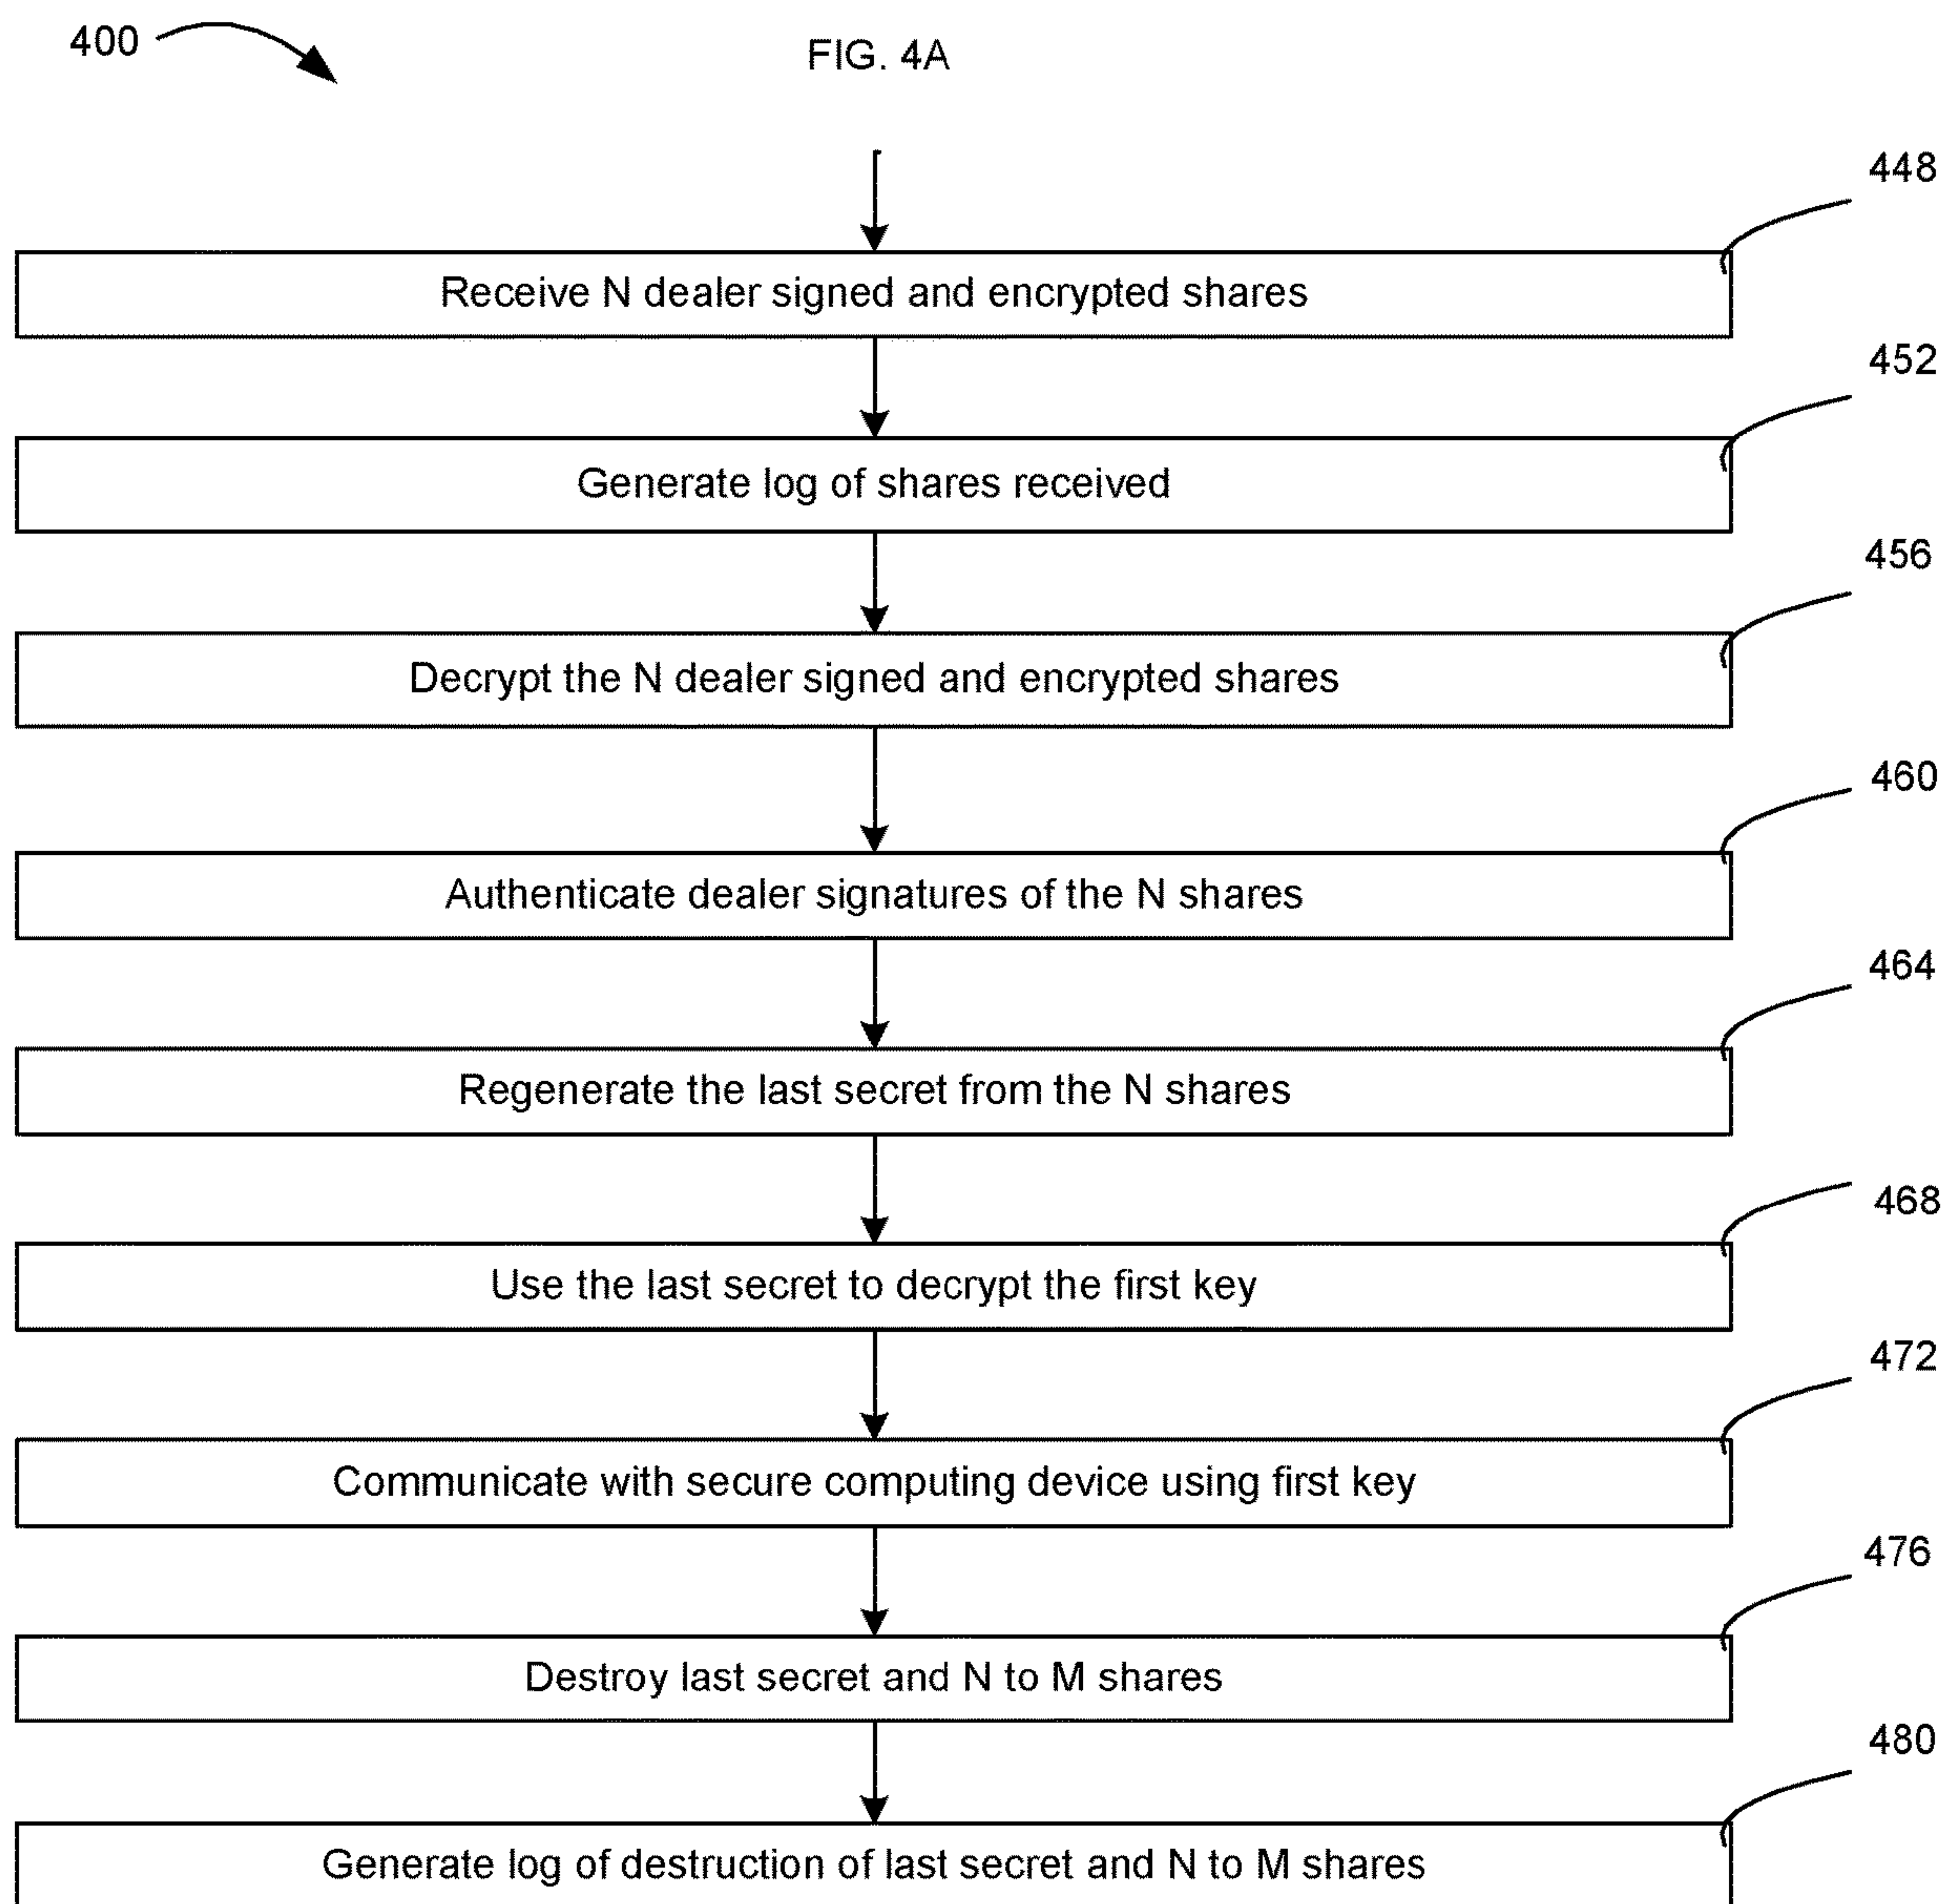 400
FIG. 4A
448
Receive N dealer signed and encrypted shares
452
Generate log of shares received
456
Decrypt the N dealer signed and encrypted shares
460
Authenticate dealer signatures of the N shares
464
Regenerate the last secret from the N shares
468
Use the last secret to decrypt the first key
472
Communicate with secure computing device using first key
476
Destroy last secret and N to M shares
480
Generate log of destruction of last secret and N to M shares